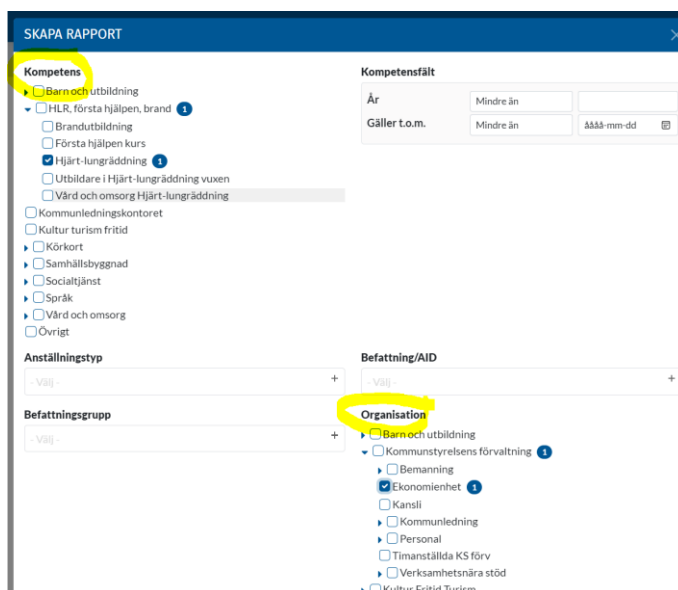 SKAPA RAPPORT
Kompetens
Barn och utbildning
HLR, första hjälpen, brand 1
Brandutbildning
Första hjälpen kurs
Hjärt-lungräddning 1
Utbildare i Hjärt-lungräddning vuxen
Vård och omsorg Hjärt-lungräddning
Kommunledningskontoret
Kultur turism fritid
Körkort
Samhällsbyggnad
Socialtjänst
Språk
Vård och omsorg
Övrigt
Kompetensfält
År Mindre än
Gäller t.o.m. Mindre än åååå-mm-dd
Anställningstyp
- Välj - +
Befattning/AID
- Välj - +
Befattningsgrupp
- Välj - +
Organisation
Barn och utbildning
Kommunstyrelsens förvaltning 1
Bemanning
Ekonomienhet 1
Kansli
Kommunledning
Personal
Timanställda KS förv
Verksamhetsnära stöd
Kultur Fritid Turism